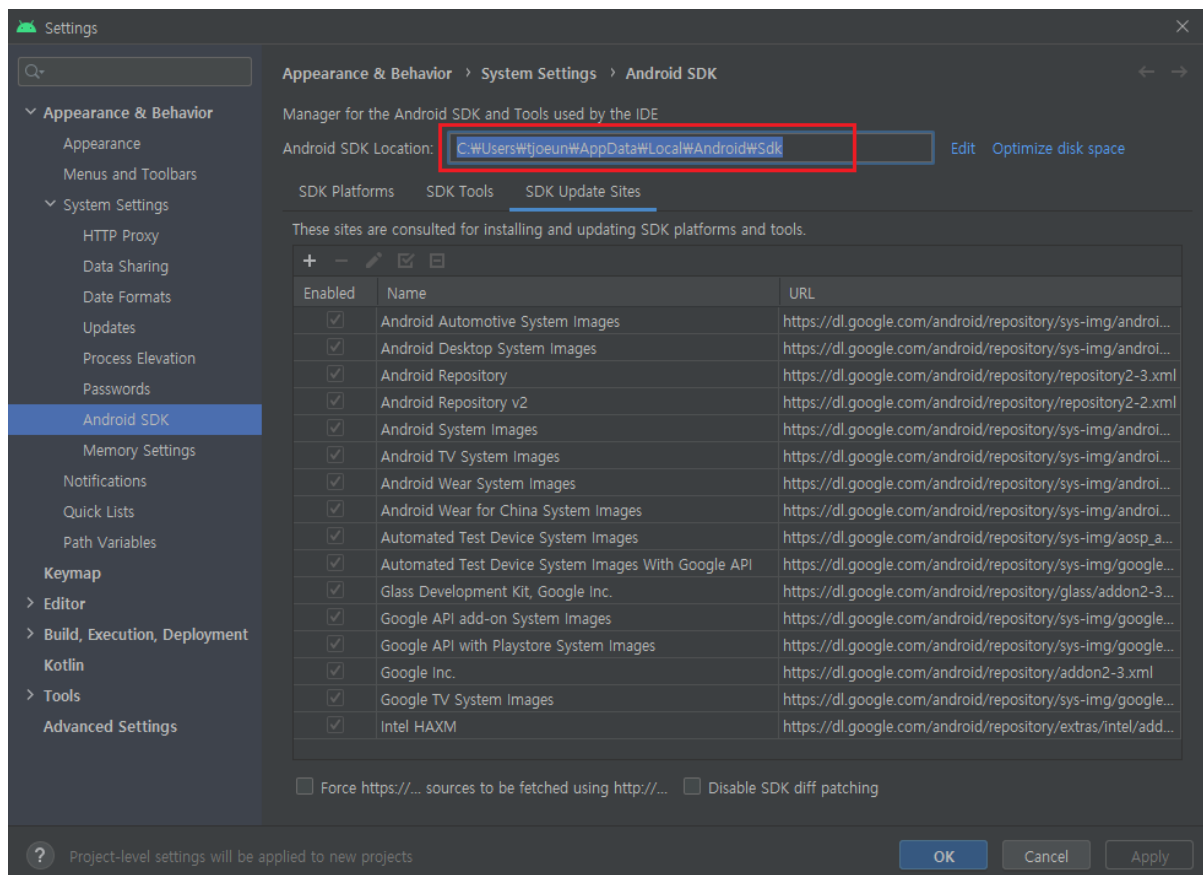 Settings
Appearance & Behavior > System Settings > Android SDK
Manager for the Android SDK and Tools used by the IDE
Android SDK Location: C:₩Users₩tjoeun₩AppData₩Local₩Android₩Sdk Edit Optimize disk space
SDK Platforms SDK Tools SDK Update Sites
These sites are consulted for installing and updating SDK platforms and tools.
Enabled Name URL
Android Automotive System Images https://dl.google.com/android/repository/sys-img/androi...
Android Desktop System Images https://dl.google.com/android/repository/sys-img/androi...
Android Repository https://dl.google.com/android/repository/repository2-3.xml
Android Repository v2 https://dl.google.com/android/repository/repository2-2.xml
Android System Images https://dl.google.com/android/repository/sys-img/androi...
Android TV System Images https://dl.google.com/android/repository/sys-img/androi...
Android Wear System Images https://dl.google.com/android/repository/sys-img/androi...
Android Wear for China System Images https://dl.google.com/android/repository/sys-img/androi...
Automated Test Device System Images https://dl.google.com/android/repository/sys-img/aosp_a...
Automated Test Device System Images With Google API https://dl.google.com/android/repository/sys-img/google...
Glass Development Kit, Google Inc. https://dl.google.com/android/repository/glass/addon2-3...
Google API add-on System Images https://dl.google.com/android/repository/sys-img/google...
Google API with Playstore System Images https://dl.google.com/android/repository/sys-img/google...
Google Inc. https://dl.google.com/android/repository/addon2-3.xml
Google TV System Images https://dl.google.com/android/repository/sys-img/google...
Intel HAXM https://dl.google.com/android/repository/extras/intel/add...
Force https://... sources to be fetched using http://... Disable SDK diff patching
Appearance & Behavior
Appearance
Menus and Toolbars
System Settings
HTTP Proxy
Data Sharing
Date Formats
Updates
Process Elevation
Passwords
Android SDK
Memory Settings
Notifications
Quick Lists
Path Variables
Keymap
Editor
Build, Execution, Deployment
Kotlin
Tools
Advanced Settings
? Project-level settings will be applied to new projects
OK Cancel Apply